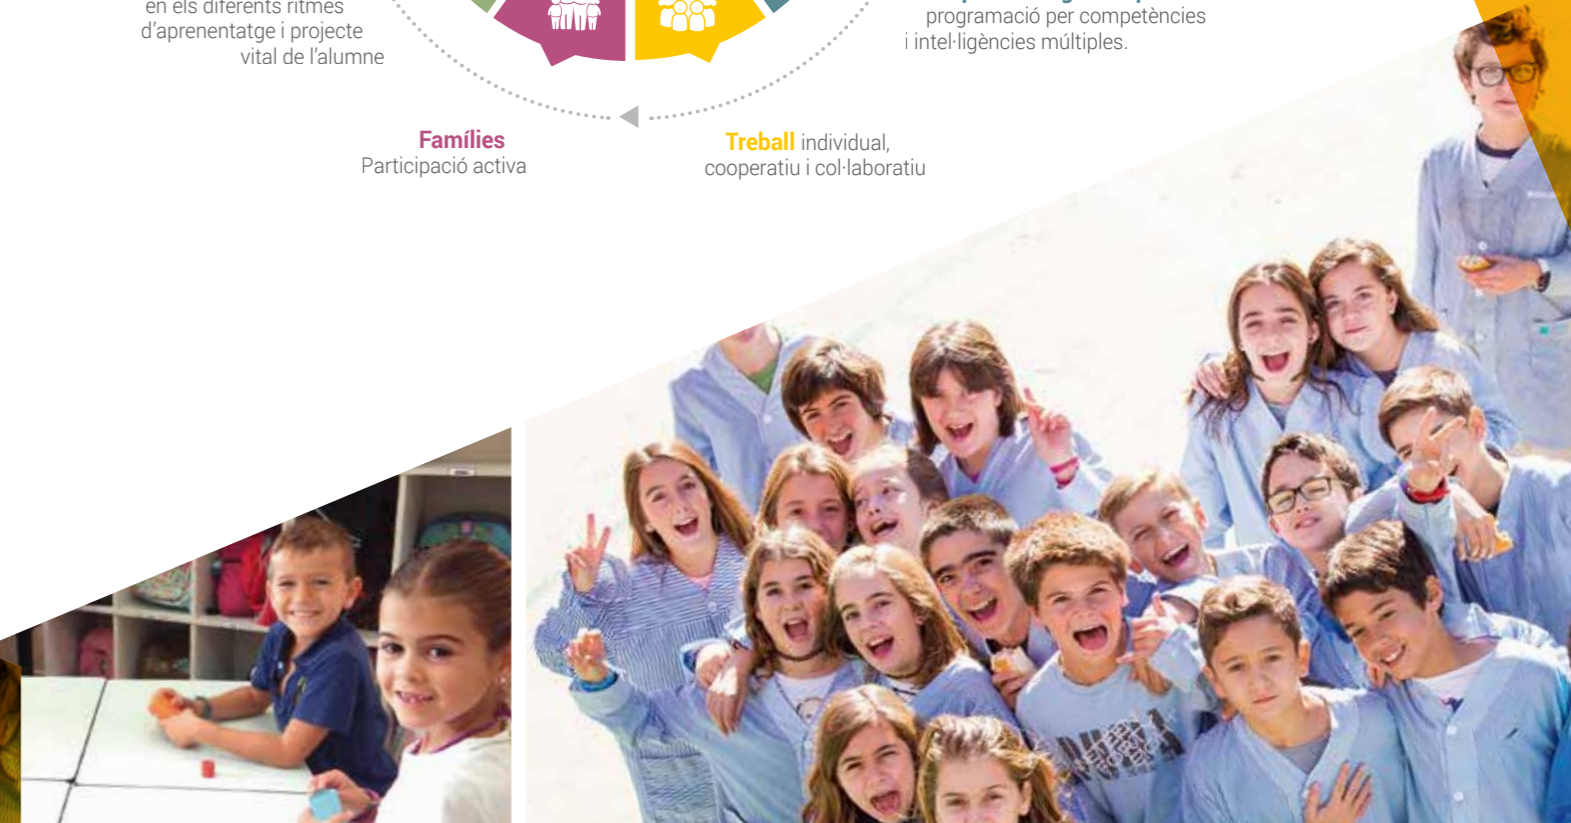 en els diferents ritmes
d'aprenentatge i projecte
vital de l'alumne
programació per competències
i intel·ligències múltiples.
Famílies
Participació activa
Treball individual,
cooperatiu i col·laboratiu